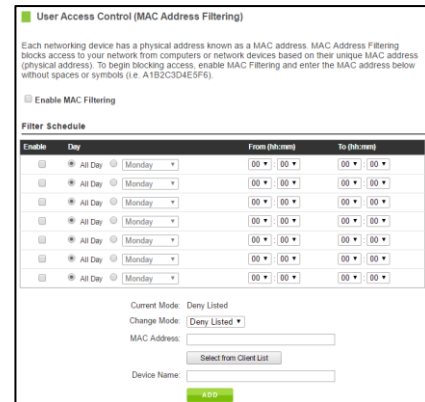 User Access Control (MAC Address Filtering)
Each networking device has a physical address known as a MAC address. MAC Address Filtering
blocks access to your network from computers or network devices based on their unique MAC address
(physical address). To begin blocking access, enable MAC Filtering and enter the MAC address below
without spaces or symbols (i.e. A1B2C3D4E5F6).
Enable MAC Filtering
Filter Schedule
Enable Day From (hh:mm) To (hh:mm)
All Day Monday 00 : 00 00 : 00
All Day Monday 00 : 00 00 : 00
All Day Monday 00 : 00 00 : 00
All Day Monday 00 : 00 00 : 00
All Day Monday 00 : 00 00 : 00
All Day Monday 00 : 00 00 : 00
All Day Monday 00 : 00 00 : 00
Current Mode: Deny Listed
Change Mode: Deny Listed
MAC Address:
Select from Client List
Device Name:
ADD